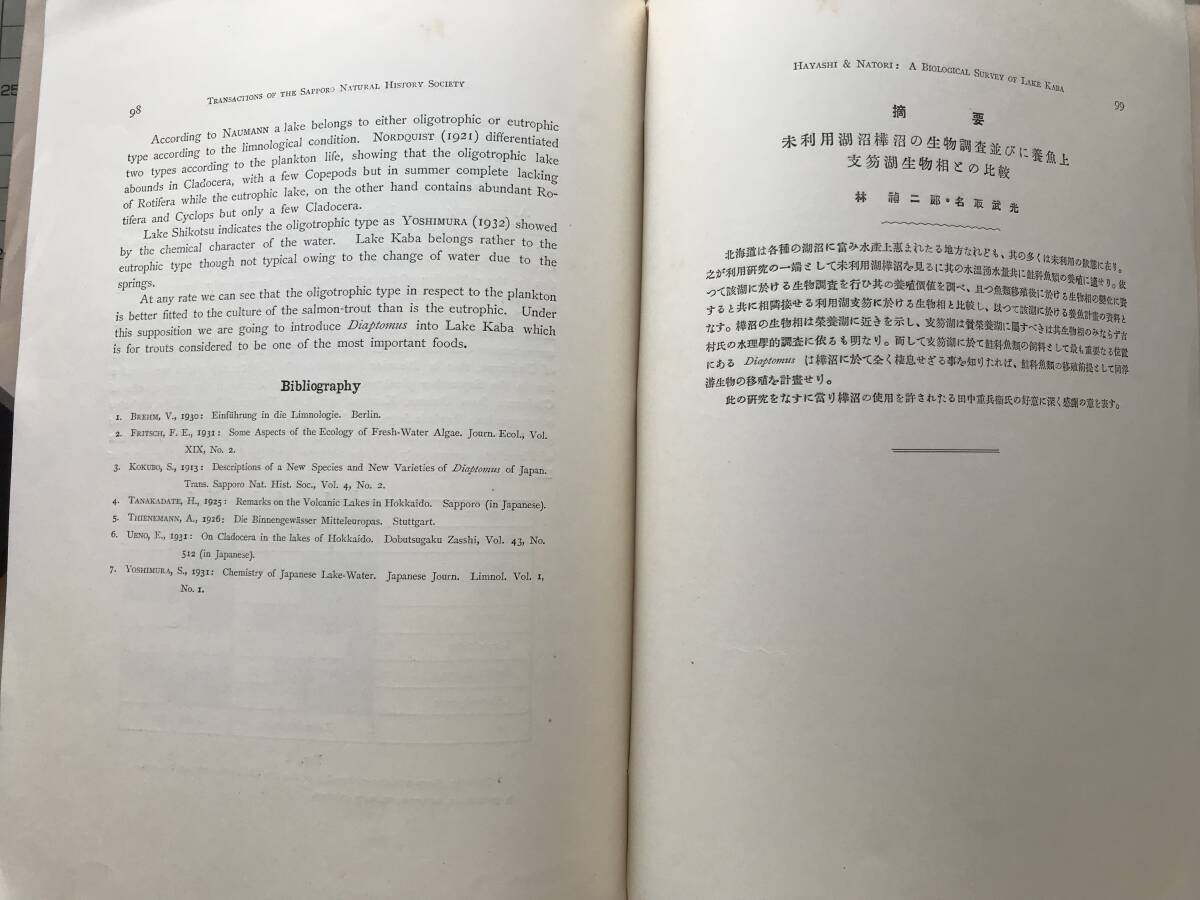 98
TRANSACTIONS OF THE SAPPORO NATURAL HISTORY SOCIETY
According to NAUMANN a lake belongs to either oligotrophic or eutrophic
type according to the limnological condition. NORDQUIST (1921) differentiated
two types according to the plankton life, showing that the oligotrophic lake
abounds in Cladocera, with a few Copepods but in summer complete lacking
of Rotifera while the eutrophic lake, on the other hand contains abundant Ro-
tifera and Cyclops but only a few Cladocera.
Lake Shikotsu indicates the oligotrophic type as YOSHIMURA (1932) showed
by the chemical character of the water. Lake Kaba belongs rather to the
eutrophic type though not typical owing to the change of water due to the
springs.
At any rate we can see that the oligotrophic type in respect to the plankton
is better fitted to the culture of the salmon-trout than is the eutrophic. Under
this supposition we are going to introduce Diaptomus into Lake Kaba which
is for trouts considered to be one of the most important foods.
Bibliography
1. BREHM, V., 1930: Einführung in die Limnologie. Berlin.
2. FRITSCH, F. E., 1931: Some Aspects of the Ecology of Fresh-Water Algae. Journ. Ecol., Vol.
XIX, No. 2.
3. KOKUBO, S., 1913: Descriptions of a New Species and New Varieties of Diaptomus of Japan.
Trans. Sapporo Nat. Hist. Soc., Vol. 4, No. 2.
4. TANAKADATE, H., 1925: Remarks on the Volcanic Lakes in Hokkaido. Sapporo (in Japanese).
5. THIENEMANN, A., 1926: Die Binnengewässer Mitteleuropas. Stuttgart.
6. UENO, E., 1931: On Cladocera in the lakes of Hokkaido. Dobutsugaku Zasshi, Vol. 43, No.
512 (in Japanese).
7. YOSHIMURA, S., 1931: Chemistry of Japanese Lake-Water. Japanese Journ. Limnol. Vol. 1,
No. 1.
HAYASHI & NATORI: A BIOLOGICAL SURVEY OF LAKE KABA
99
摘要
未利用湖沼樺沼の生物調査並びに養魚上
支笏湖生物相との比較
林 二郎・名取武光
北海道は各種の湖沼に富み水産上惠まれたる地方なれども、其の多くは未利用の狀態に在り。
之が利用研究の一端として未利用湖樺沼を見るに其の水溫湧水量共に鮭科魚類の養殖に適せり。依
つて該湖に於ける生物調査を行ひ其の養殖價値を調べ、且つ魚類移殖後に於ける生物相の變化に資
すると共に相隣接せる利用湖支笏に於ける生物相と比較し、以つて該湖に於ける養魚計畫の資料と
なす。樺沼の生物相は榮養湖に近きを示し、支笏湖は貧榮養湖に屬すべきは其生物相のみならず吉
村氏の水理學的調査に依るも明なり。而して支笏湖に於て鮭科魚類の飼料として最も重要なる位置
にある Diaptomus は樺沼に於て全く棲息せざる事を知りたれば、鮭科魚類の移殖前提として同浮
游生物の移殖を計畫せり。
此の研究をなすに當り樺沼の使用を許されたる田中重兵衞氏の好意に深く感謝の意を表す。